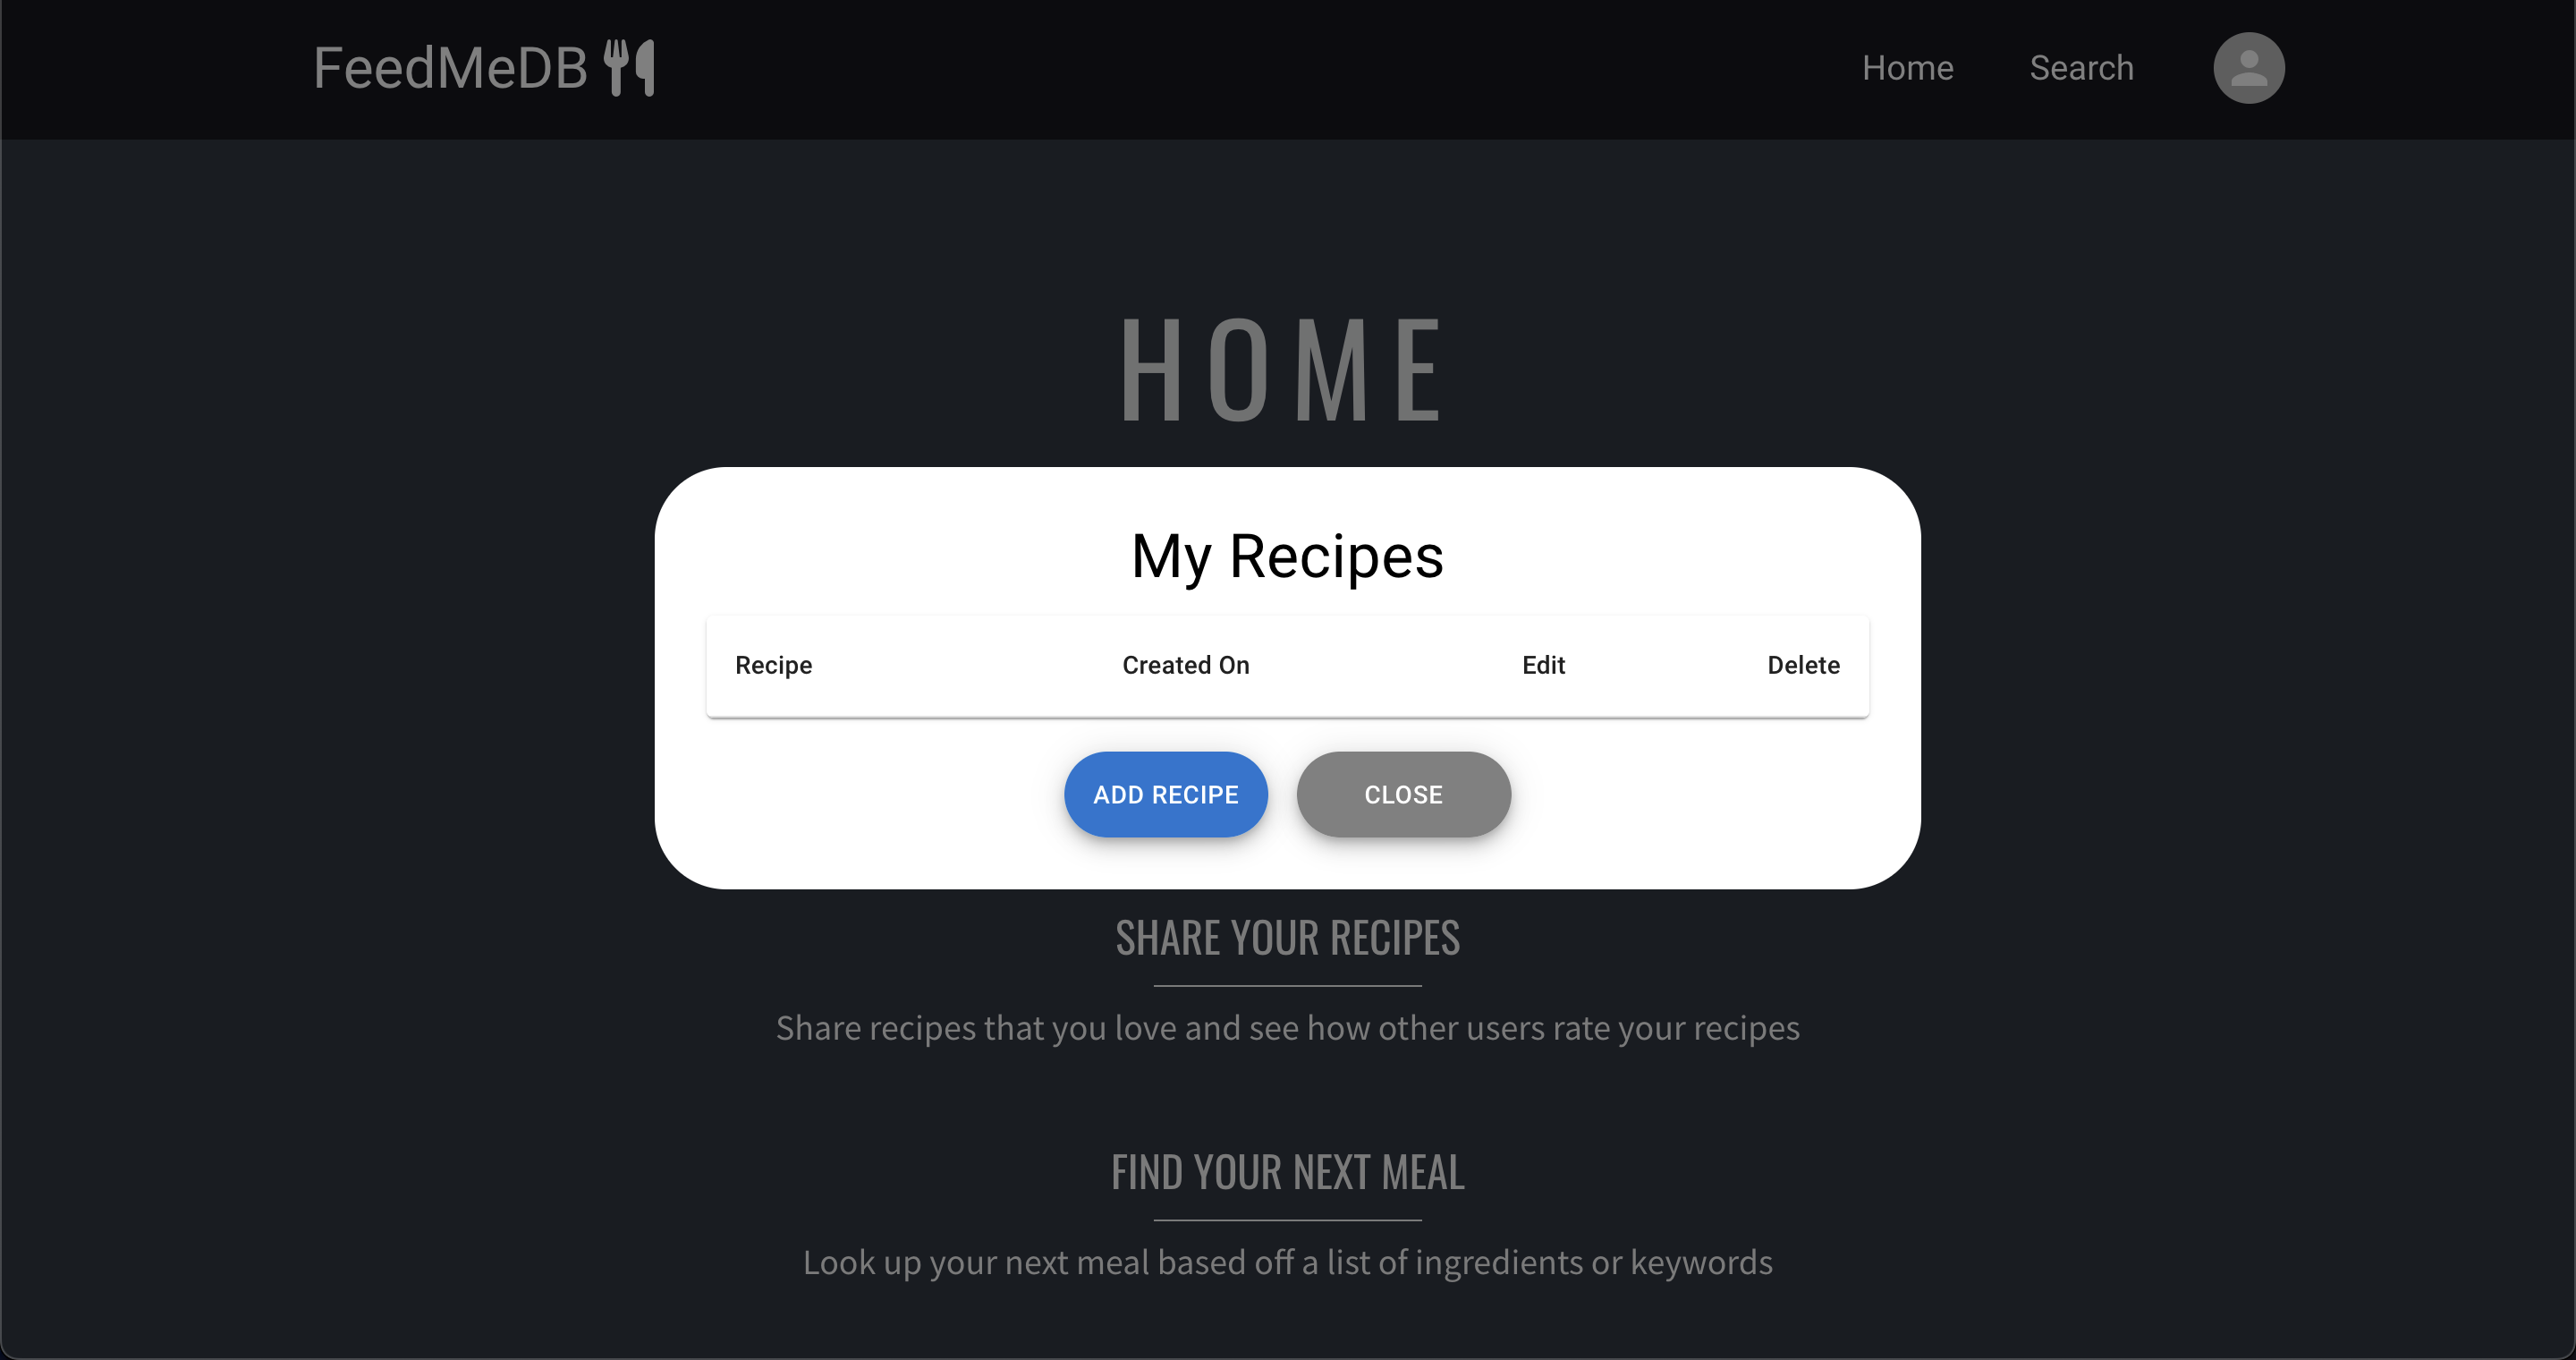 FeedMeDB
Home Search
HOME
My Recipes
Recipe Created On Edit Delete
ADD RECIPE CLOSE
SHARE YOUR RECIPES
Share recipes that you love and see how other users rate your recipes
FIND YOUR NEXT MEAL
Look up your next meal based off a list of ingredients or keywords